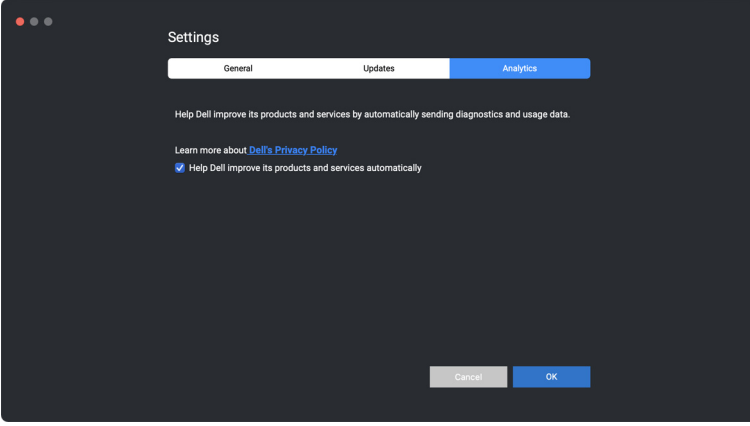 Settings
General Updates Analytics
Help Dell improve its products and services by automatically sending diagnostics and usage data.
Learn more about Dell's Privacy Policy
Help Dell improve its products and services automatically
Cancel OK